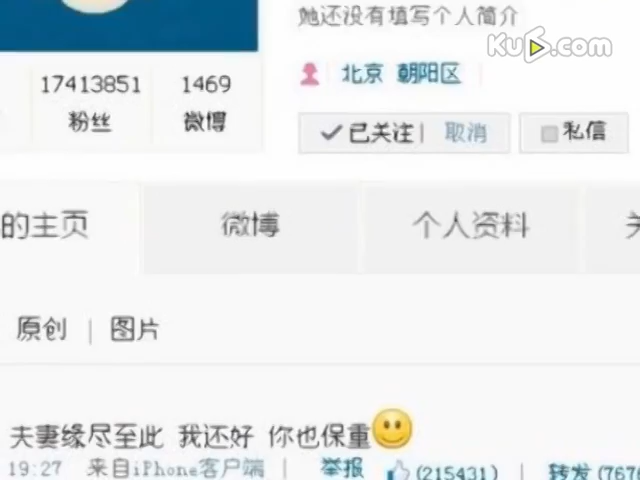 她还没有填写个人简介
Ku6.com
北京 朝阳区
17413851 1469
粉丝 微博
已关注 | 取消 私信
的主页 微博 个人资料
原创 | 图片
夫妻缘尽至此 我还好 你也保重
19:27 来自iPhone客户端 | 举报 (215431) | 转发(767